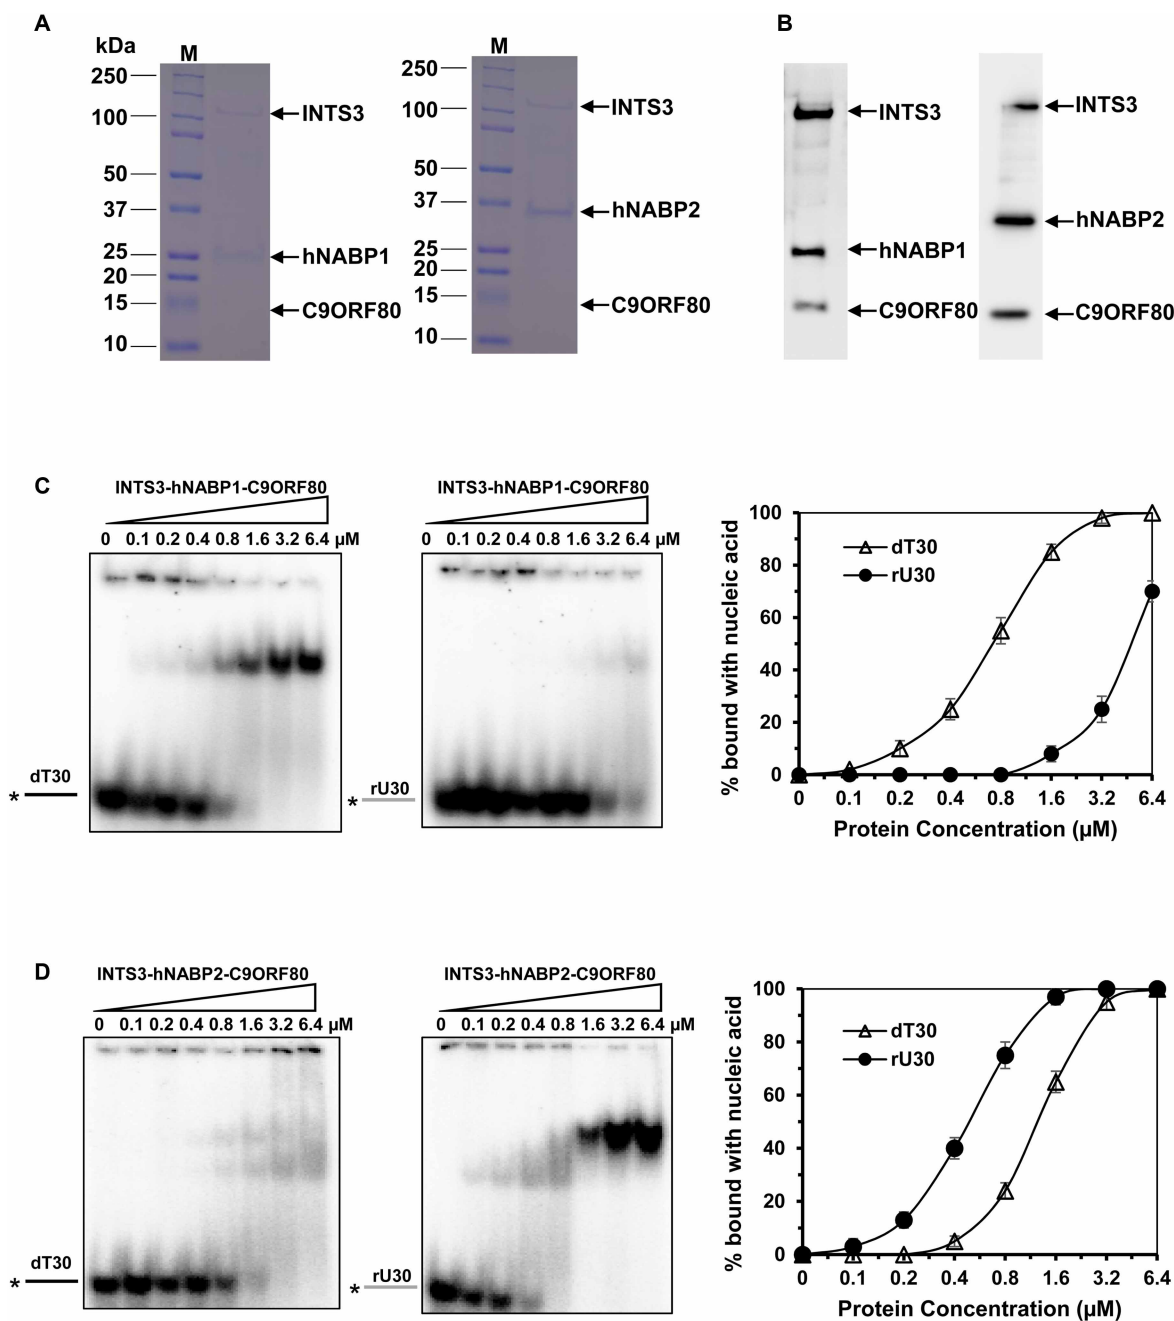 A
B
kDa
M
M
250
100
50
37
25
20
15
10
INTS3
hNABP1
C9ORF80
250
100
50
37
25
20
15
10
INTS3
hNABP2
C9ORF80
INTS3
hNABP1
C9ORF80
INTS3
hNABP2
C9ORF80
C
INTS3-hNABP1-C9ORF80
0 0.1 0.2 0.4 0.8 1.6 3.2 6.4 µM
* dT30
INTS3-hNABP1-C9ORF80
0 0.1 0.2 0.4 0.8 1.6 3.2 6.4 µM
* rU30
% bound with nucleic acid
100
80
60
40
20
0
dT30
rU30
0 0.1 0.2 0.4 0.8 1.6 3.2 6.4
Protein Concentration (µM)
D
INTS3-hNABP2-C9ORF80
0 0.1 0.2 0.4 0.8 1.6 3.2 6.4 µM
* dT30
INTS3-hNABP2-C9ORF80
0 0.1 0.2 0.4 0.8 1.6 3.2 6.4 µM
* rU30
% bound with nucleic acid
100
80
60
40
20
0
dT30
rU30
0 0.1 0.2 0.4 0.8 1.6 3.2 6.4
Protein Concentration (µM)